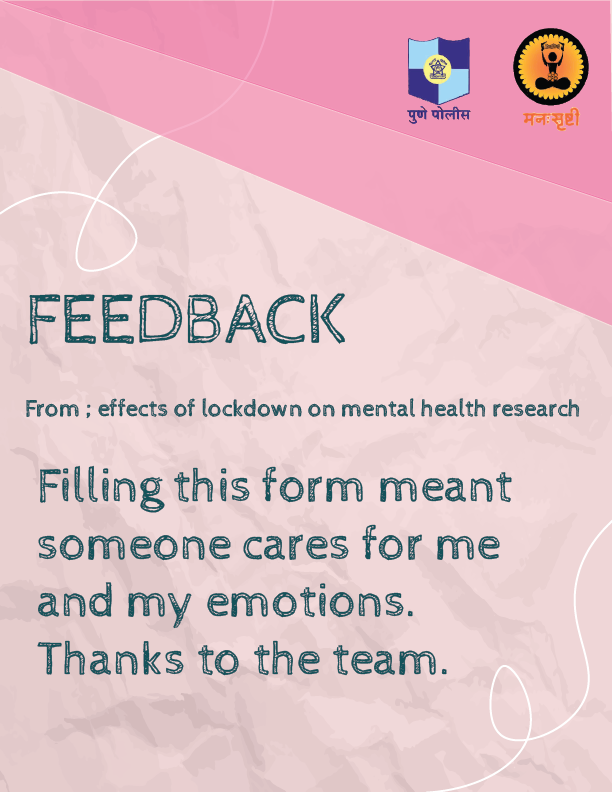 पुणे पोलीस
मनःसृष्टी
FEEDBACK
From ; effects of lockdown on mental health research
Filling this form meant
someone cares for me
and my emotions.
Thanks to the team.